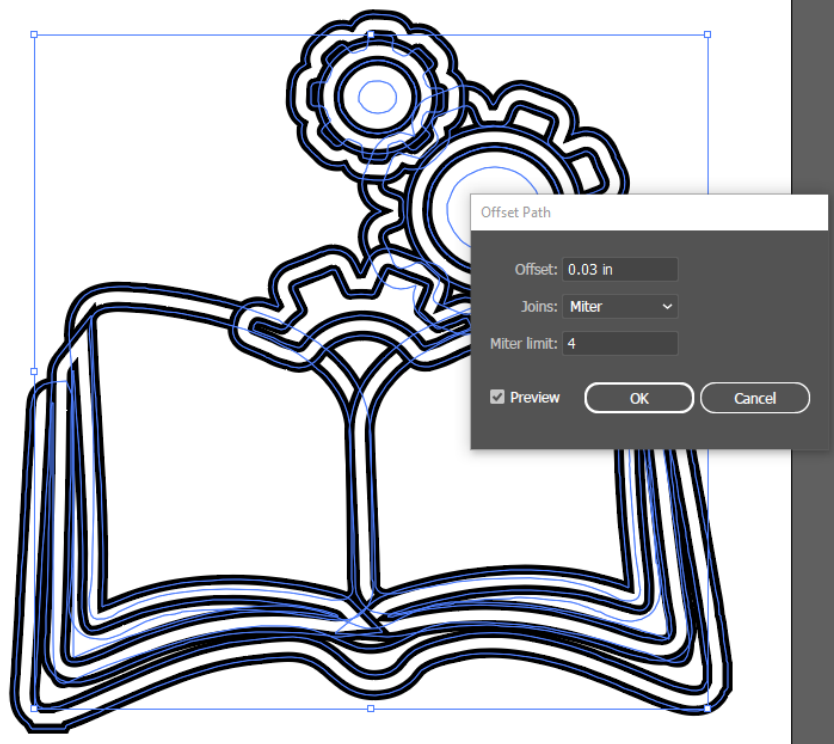 Offset Path
Offset: 0.03 in
Joins: Miter
Miter limit: 4
Preview OK Cancel